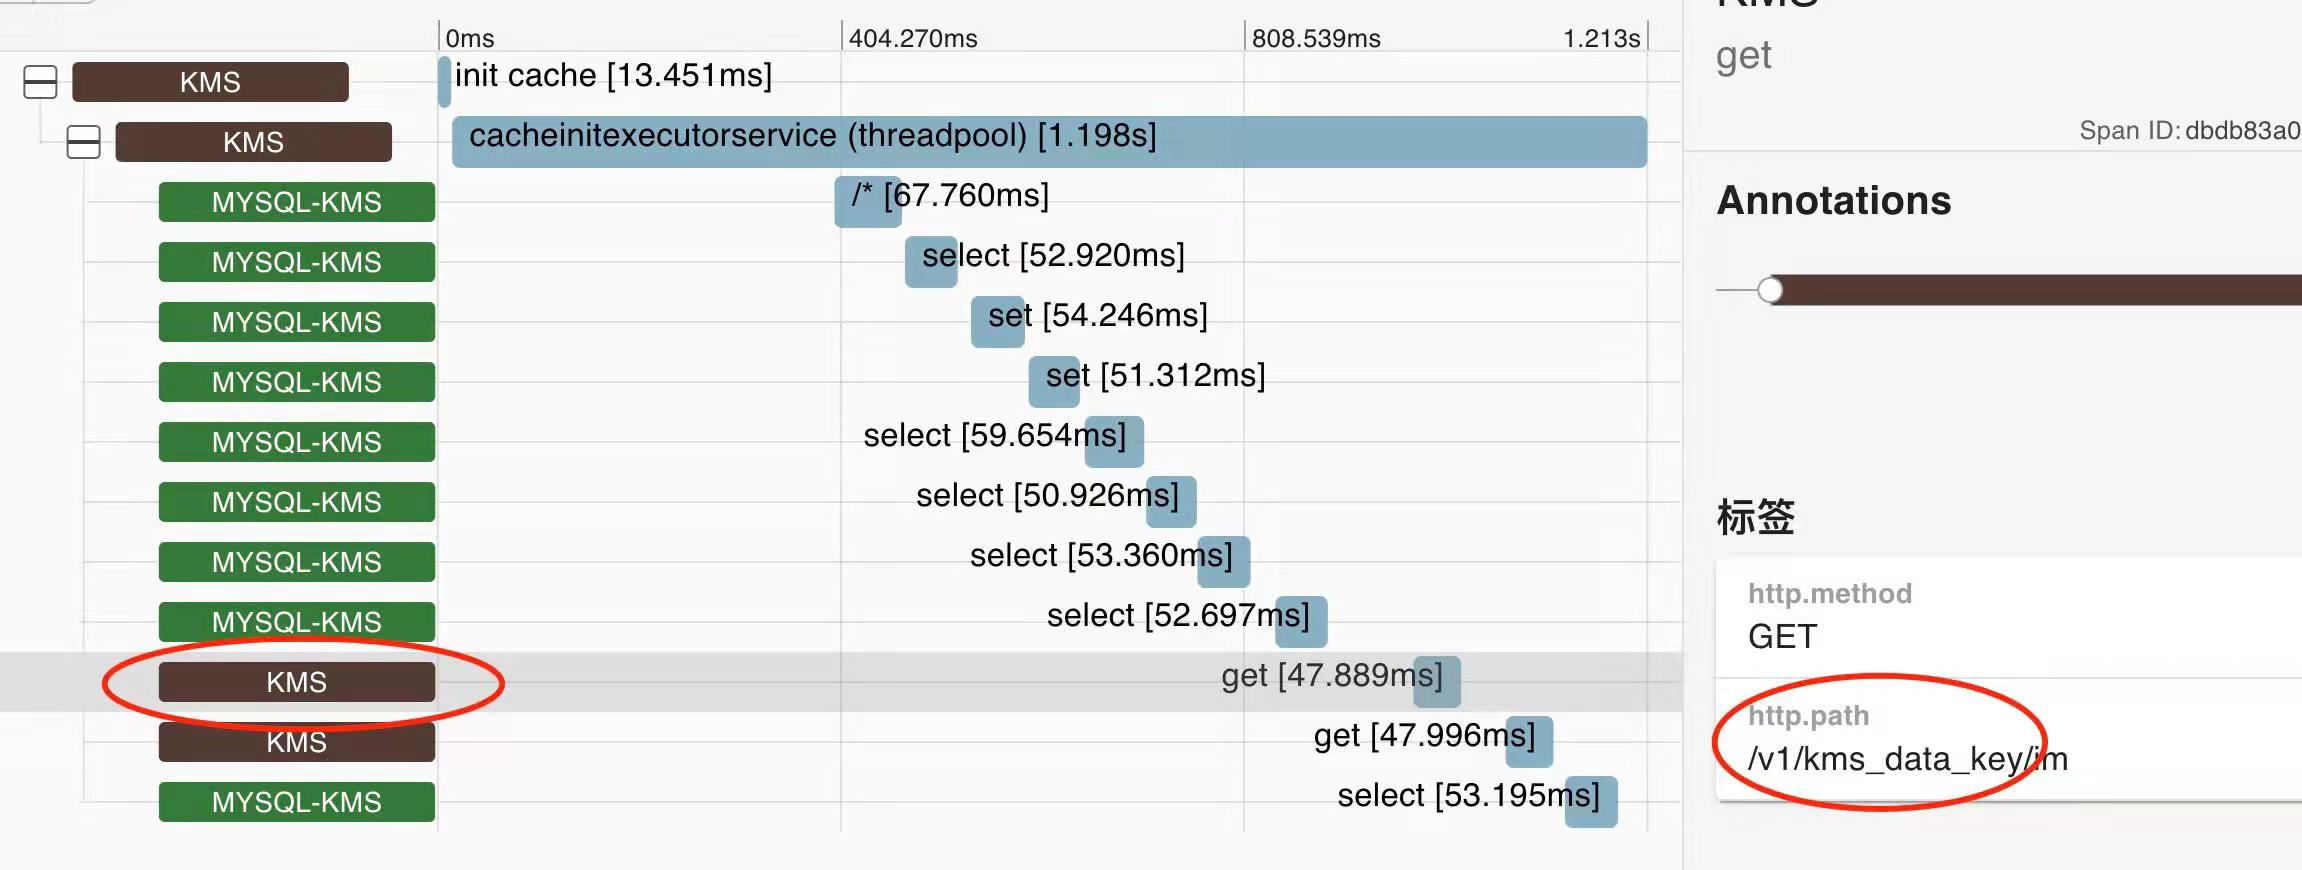 0ms 404.270ms 808.539ms 1.213s
KMS init cache [13.451ms]
KMS cacheinitexecutorservice (threadpool) [1.198s]
MYSQL-KMS /* [67.760ms]
MYSQL-KMS select [52.920ms]
MYSQL-KMS set [54.246ms]
MYSQL-KMS set [51.312ms]
MYSQL-KMS select [59.654ms]
MYSQL-KMS select [50.926ms]
MYSQL-KMS select [53.360ms]
MYSQL-KMS select [52.697ms]
KMS get [47.889ms]
KMS get [47.996ms]
MYSQL-KMS select [53.195ms]
KMS
get
Span ID: dbdb83a0
Annotations
标签
http.method
GET
http.path
/v1/kms_data_key/im